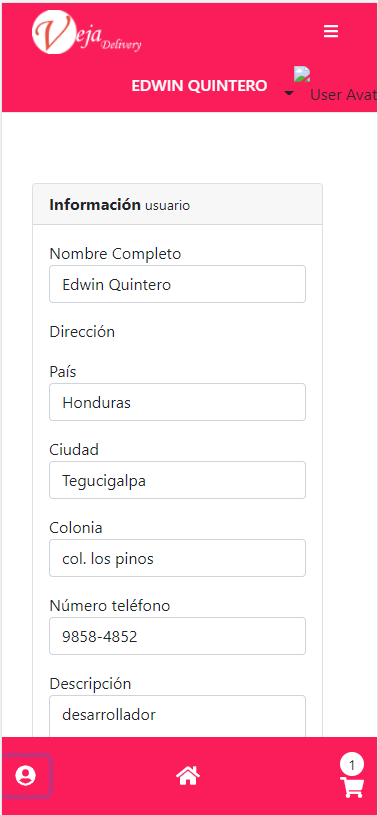 Veja
Delivery
EDWIN QUINTERO
User Avat
Información usuario
Nombre Completo
Edwin Quintero
Dirección
País
Honduras
Ciudad
Tegucigalpa
Colonia
col. los pinos
Número teléfono
9858-4852
Descripción
desarrollador
1